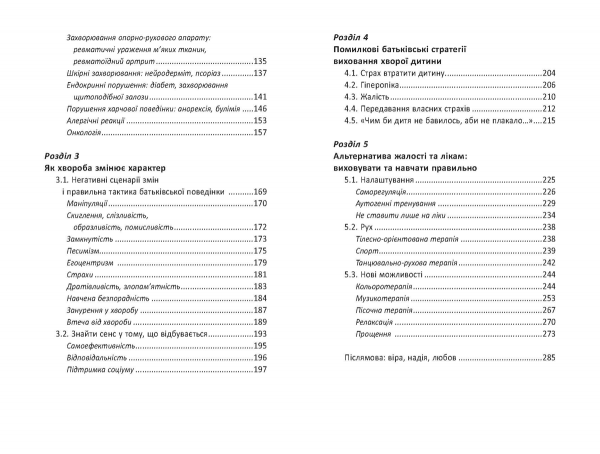 Захворювання опорно-рухового апарату:
ревматичні ураження м’яких тканин,
ревматоїдний артрит ..... 135
Шкірні захворювання: нейродерміт, псоріаз ..... 137
Ендокринні порушення: діабет, захворювання
щитоподібної залози ..... 141
Порушення харчової поведінки: анорексія, булімія ..... 146
Алергічні реакції ..... 153
Онкологія ..... 157
Розділ 3
Як хвороба змінює характер
3.1. Негативні сценарії змін
і правильна тактика батьківської поведінки ..... 169
Маніпуляції ..... 170
Скиглення, слізливість,
образливість, помисливість ..... 172
Замкнутість ..... 173
Песимізм ..... 175
Егоцентризм ..... 179
Страхи ..... 181
Дратівливість, злопам’ятність ..... 183
Навчена безпорадність ..... 184
Занурення у хворобу ..... 187
Втеча від хвороби ..... 189
3.2. Знайти сенс у тому, що відбувається ..... 193
Самоефективність ..... 195
Відповідальність ..... 196
Підтримка соціуму ..... 197
Розділ 4
Помилкові батьківські стратегії
виховання хворої дитини
4.1. Страх втратити дитину ..... 204
4.2. Гіперопіка ..... 206
4.3. Жалість ..... 210
4.4. Передавання власних страхів ..... 212
4.5. «Чим би дитя не бавилось, аби не плакало…» ..... 215
Розділ 5
Альтернатива жалості та лікам:
виховувати та навчати правильно
5.1. Налаштування ..... 225
Саморегуляція ..... 226
Аутогенні тренування ..... 229
Не ставити лише на ліки ..... 234
5.2. Рух ..... 238
Тілесно-орієнтована терапія ..... 238
Спорт ..... 239
Танцювально-рухова терапія ..... 242
5.3. Нові можливості ..... 244
Кольоротерапія ..... 244
Музикотерапія ..... 253
Пісочна терапія ..... 267
Релаксація ..... 270
Прощення ..... 273
Післямова: віра, надія, любов ..... 285